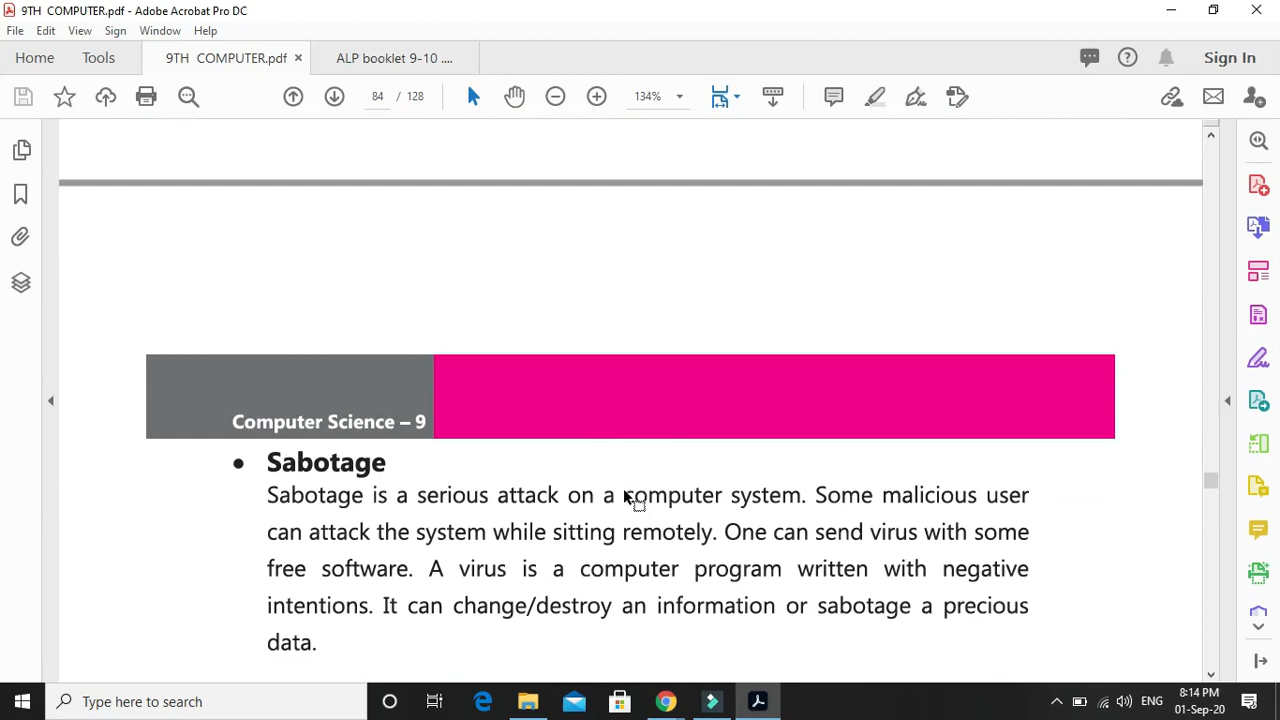 9TH COMPUTER.pdf - Adobe Acrobat Pro DC
File Edit View Sign Window Help
Home Tools 9TH COMPUTER.pdf × ALP booklet 9-10 .... Sign In
84 / 128 134%
Computer Science – 9
• Sabotage
Sabotage is a serious attack on a computer system. Some malicious user
can attack the system while sitting remotely. One can send virus with some
free software. A virus is a computer program written with negative
intentions. It can change/destroy an information or sabotage a precious
data.
Type here to search
ENG
8:14 PM
01-Sep-20